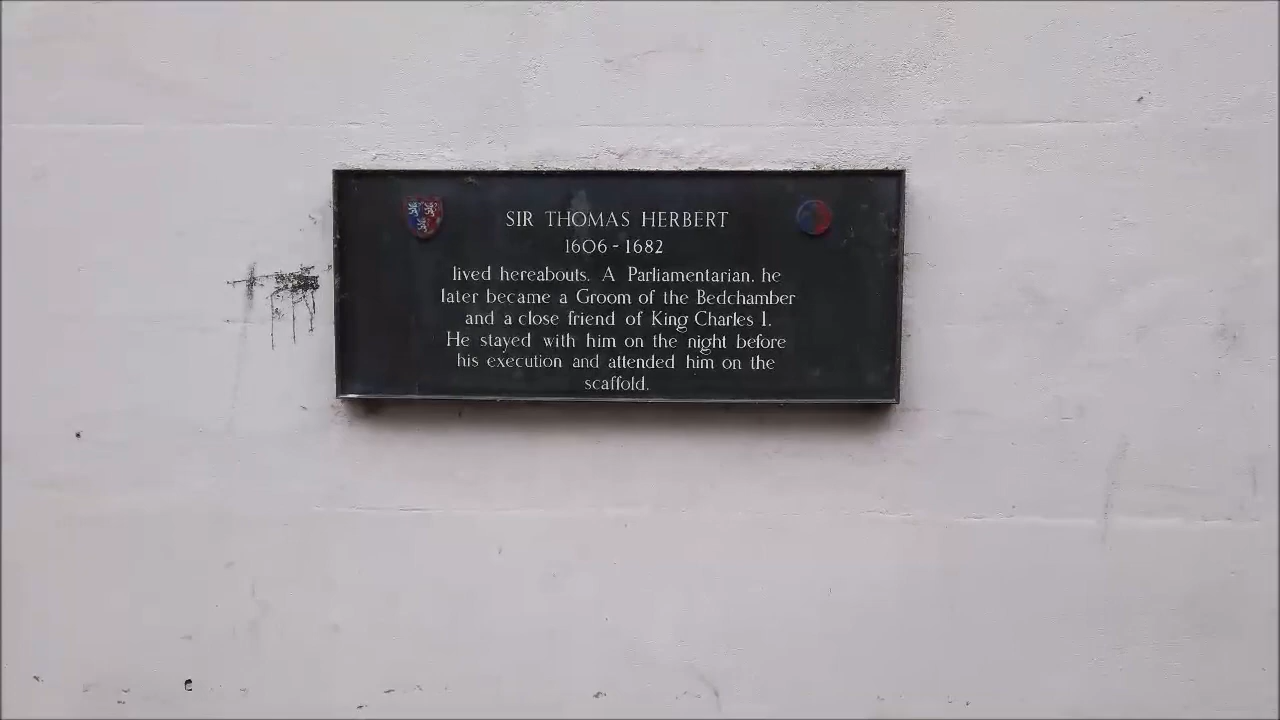 SIR THOMAS HERBERT
1606 - 1682
lived hereabouts. A Parliamentarian, he
later became a Groom of the Bedchamber
and a close friend of King Charles I.
He stayed with him on the night before
his execution and attended him on the
scaffold.